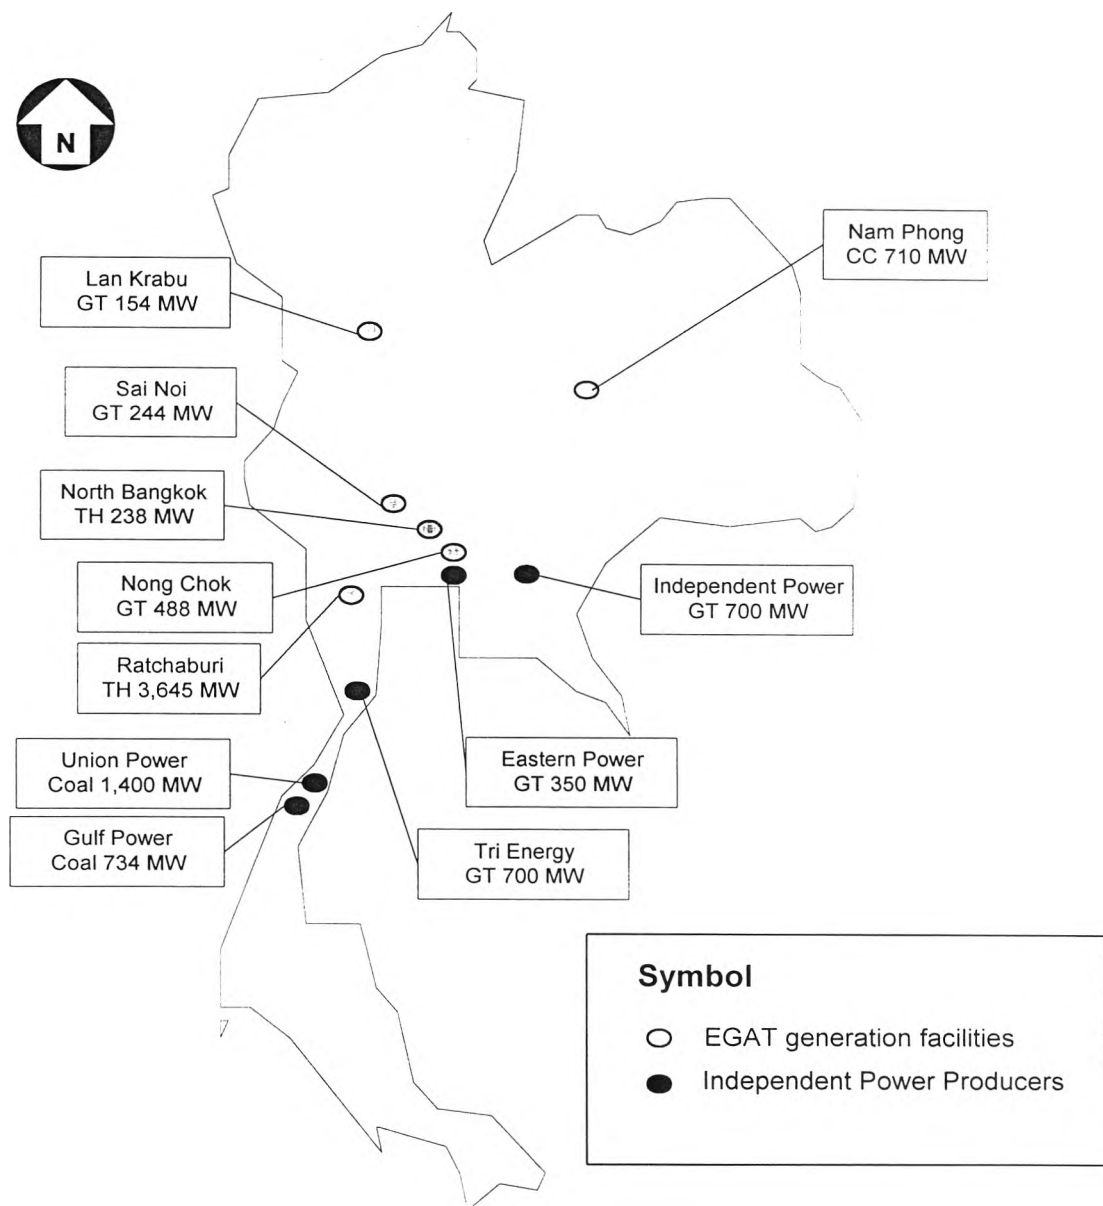 N
Nam Phong
CC 710 MW
Lan Krabu
GT 154 MW
Sai Noi
GT 244 MW
North Bangkok
TH 238 MW
Nong Chok
GT 488 MW
Independent Power
GT 700 MW
Ratchaburi
TH 3,645 MW
Union Power
Coal 1,400 MW
Eastern Power
GT 350 MW
Gulf Power
Coal 734 MW
Tri Energy
GT 700 MW
Symbol
EGAT generation facilities
Independent Power Producers